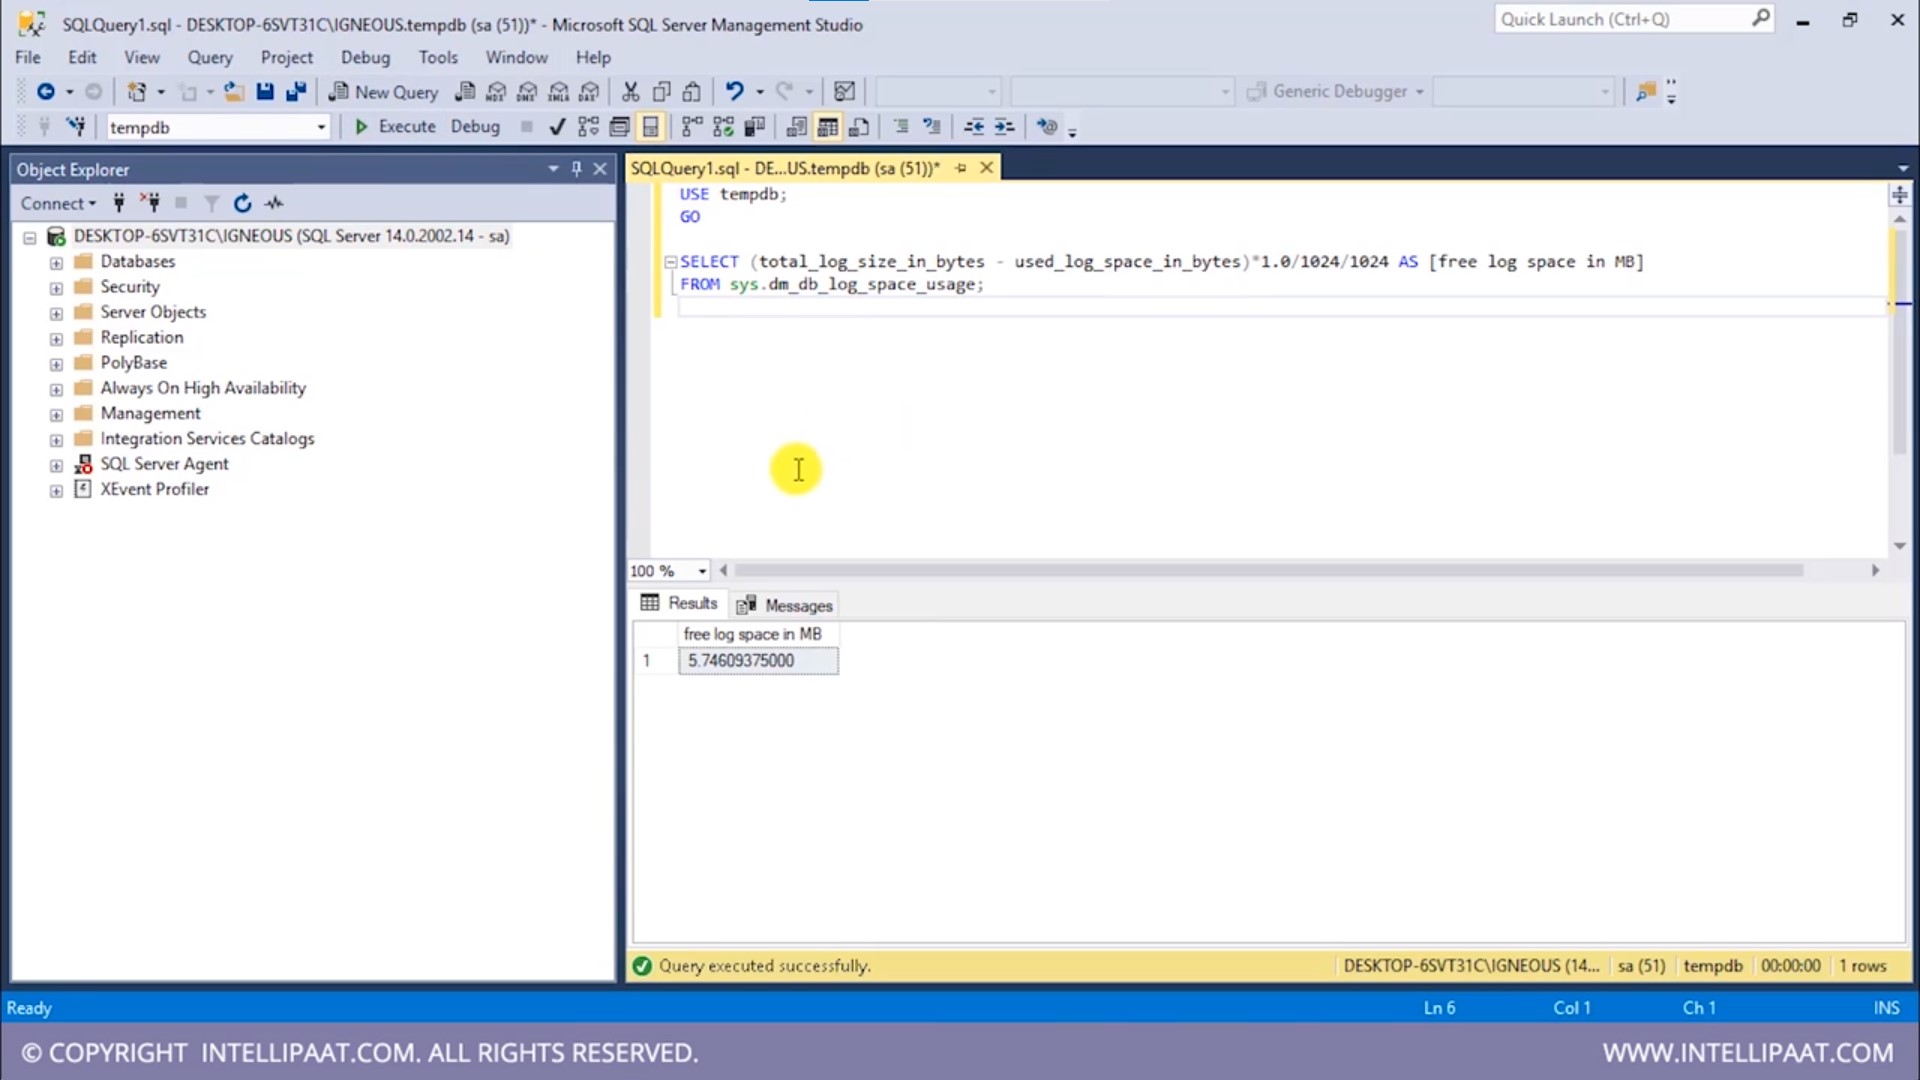 SQLQuery1.sql - DESKTOP-6SVT31C\IGNEOUS.tempdb (sa (51))* - Microsoft SQL Server Management Studio
Quick Launch (Ctrl+Q)
File Edit View Query Project Debug Tools Window Help
New Query
Generic Debugger
tempdb
Execute Debug
Object Explorer
Connect
DESKTOP-6SVT31C\IGNEOUS (SQL Server 14.0.2002.14 - sa)
Databases
Security
Server Objects
Replication
PolyBase
Always On High Availability
Management
Integration Services Catalogs
SQL Server Agent
XEvent Profiler
SQLQuery1.sql - DE...US.tempdb (sa (51))*
USE tempdb;
GO
SELECT (total_log_size_in_bytes - used_log_space_in_bytes)*1.0/1024/1024 AS [free log space in MB]
FROM sys.dm_db_log_space_usage;
100 %
Results Messages
free log space in MB
1 5.74609375000
Query executed successfully.
DESKTOP-6SVT31C\IGNEOUS (14... sa (51) tempdb 00:00:00 1 rows
Ready Ln 6 Col 1 Ch 1 INS
© COPYRIGHT INTELLIPAAT.COM. ALL RIGHTS RESERVED.
WWW.INTELLIPAAT.COM